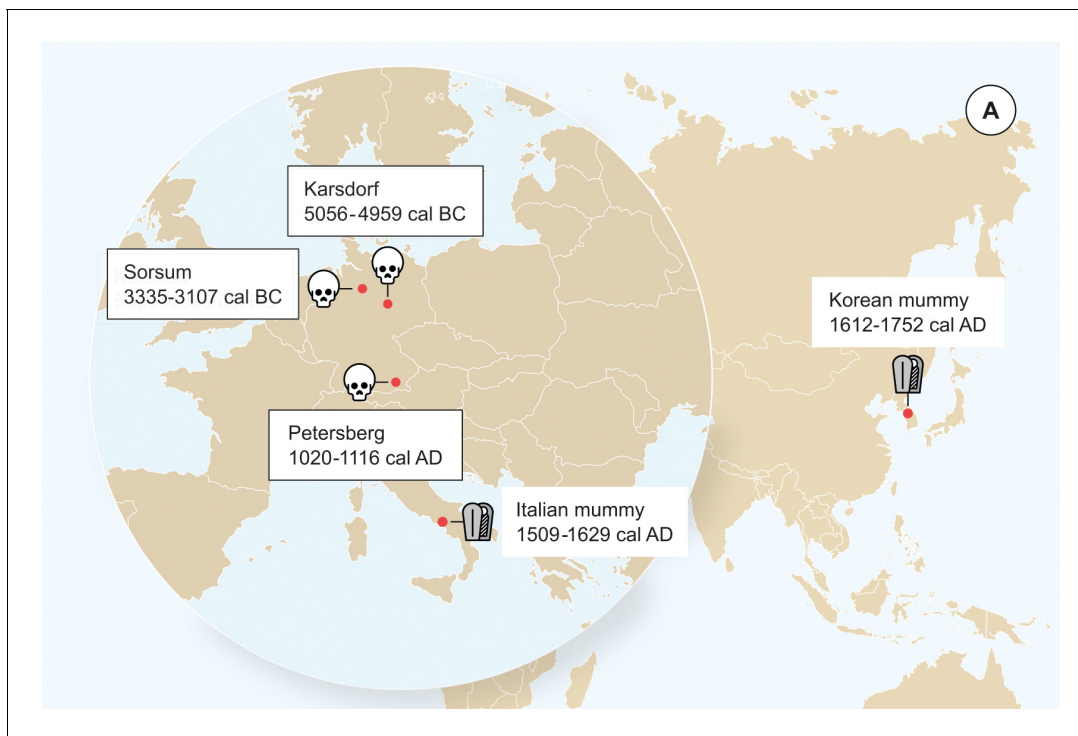 A
Karsdorf
5056-4959 cal BC
Sorsum
3335-3107 cal BC
Korean mummy
1612-1752 cal AD
Petersberg
1020-1116 cal AD
Italian mummy
1509-1629 cal AD